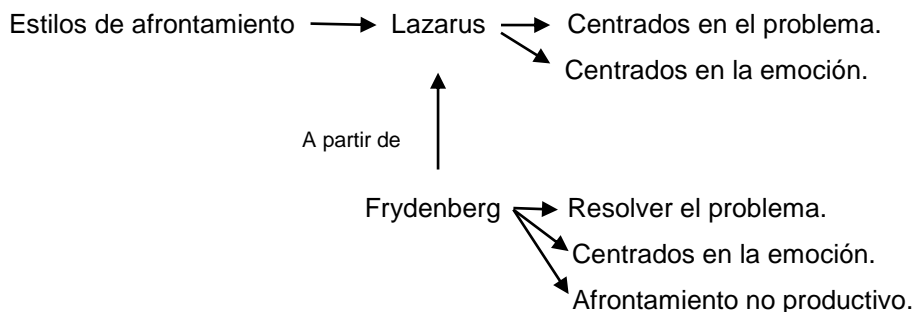 Estilos de afrontamiento Lazarus Centrados en el problema.
Centrados en la emoción.
A partir de
Frydenberg Resolver el problema.
Centrados en la emoción.
Afrontamiento no productivo.